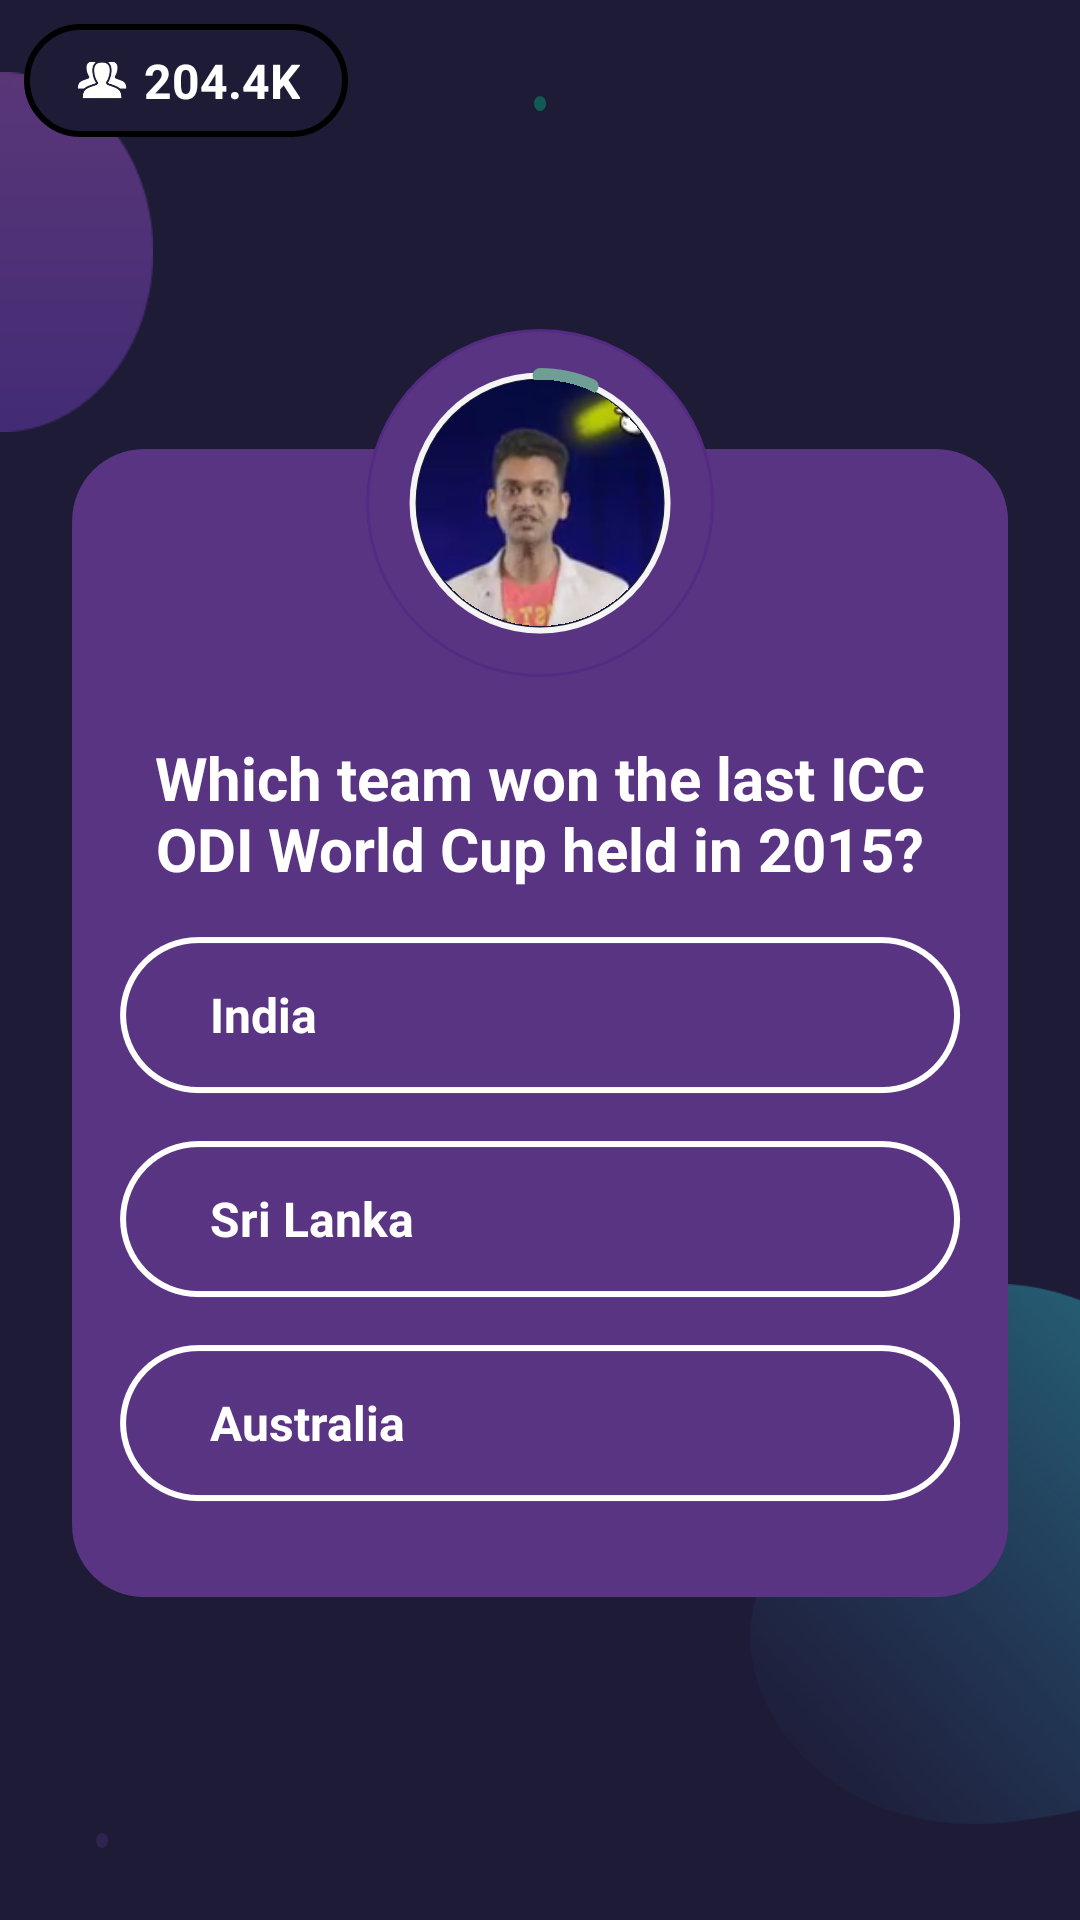 204.4K
Which team won the last ICC
ODI World Cup held in 2015?
India
Sri Lanka
Australia